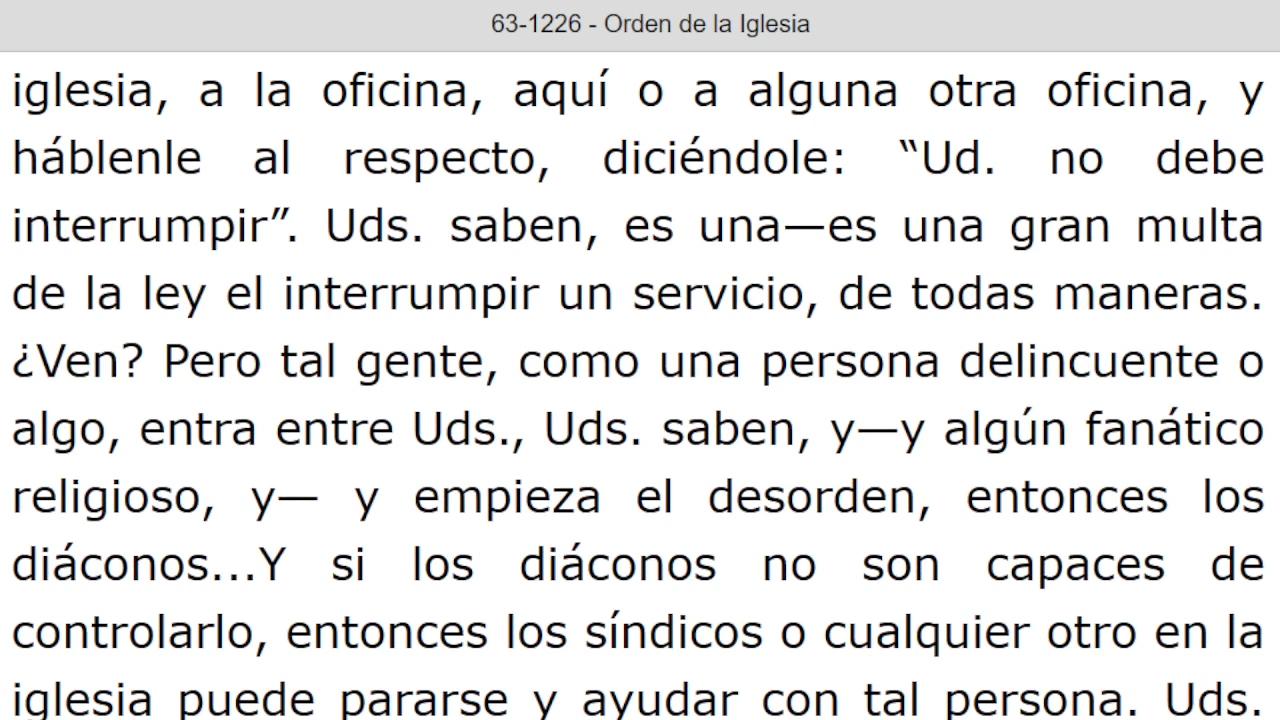 63-1226 - Orden de la Iglesia
iglesia, a la oficina, aquí o a alguna otra oficina, y
háblenle al respecto, diciéndole: “Ud. no debe
interrumpir”. Uds. saben, es una—es una gran multa
de la ley el interrumpir un servicio, de todas maneras.
¿Ven? Pero tal gente, como una persona delincuente o
algo, entra entre Uds., Uds. saben, y—y algún fanático
religioso, y— y empieza el desorden, entonces los
diáconos...Y si los diáconos no son capaces de
controlarlo, entonces los síndicos o cualquier otro en la
iglesia puede pararse y ayudar con tal persona. Uds.